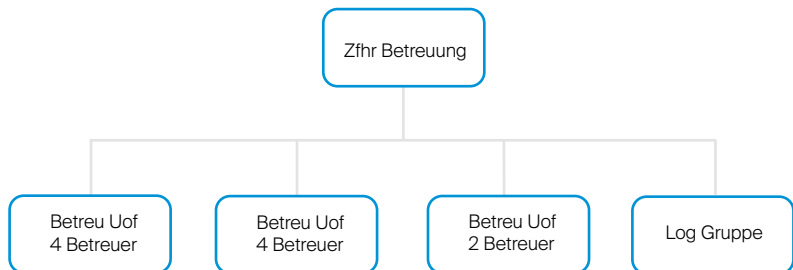 Zfhr Betreuung
Betreu Uof
4 Betreuer
Betreu Uof
4 Betreuer
Betreu Uof
2 Betreuer
Log Gruppe